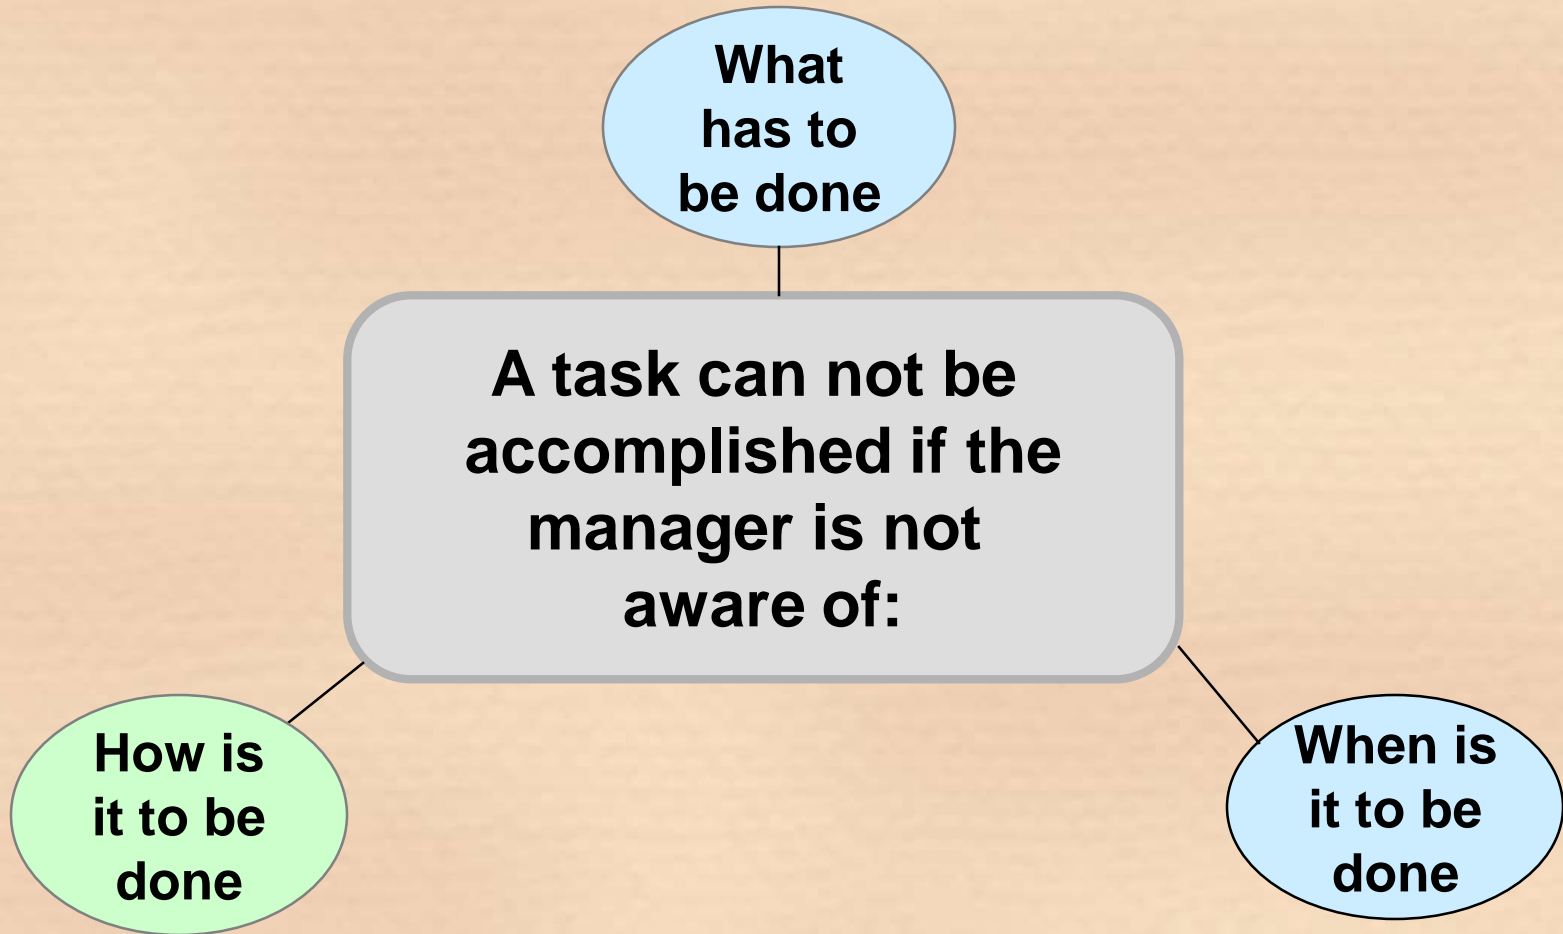 What
has to
be done
A task can not be
accomplished if the
manager is not
aware of:
How is
it to be
done
When is
it to be
done